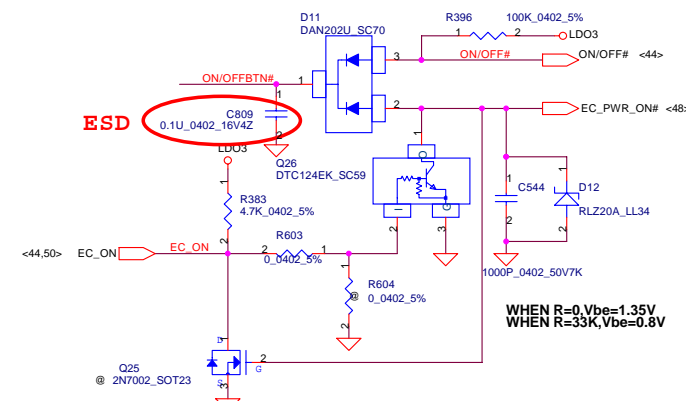 D11
DAN202U_SC70
R396
100K_0402_5%
1
2
LDO3
ON/OFF#
ON/OFF# <44>
3
ON/OFFBTN#
1
1
2
EC_PWR_ON# <48>
ESD
C809
0.1U_0402_16V4Z
2
LDO3
Q26
DTC124EK_SC59
1
O
I
G
2
3
C544
1
2
1000P_0402_50V7K
D12
RLZ20A_LL34
1
R383
4.7K_0402_5%
2
<44,50> EC_ON
EC_ON
R603
2
1
0_0402_5%
1
R604
@ 0_0402_5%
2
WHEN R=0,Vbe=1.35V
WHEN R=33K,Vbe=0.8V
1
D
Q25
@ 2N7002_SOT23
2
G
S
3